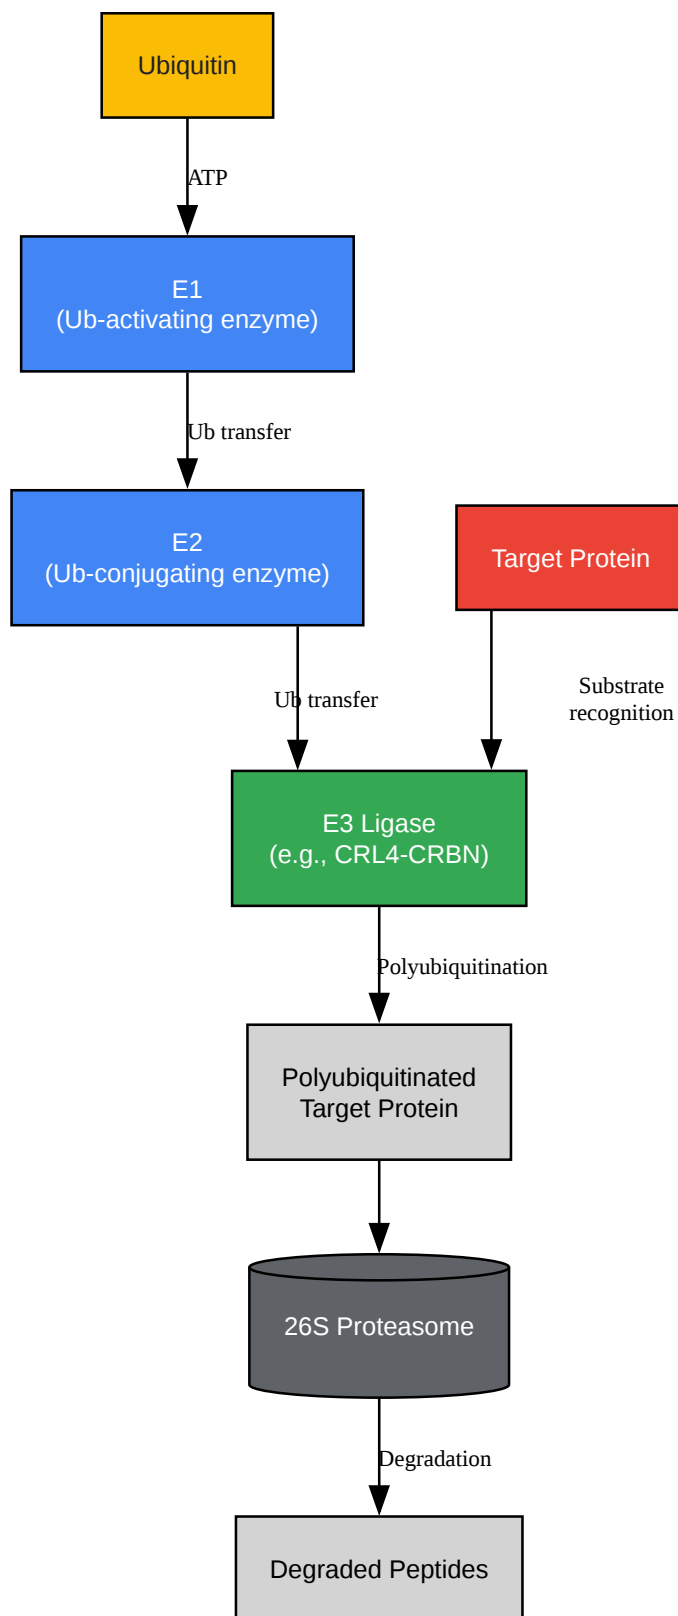 Ubiquitin
ATP
E1
(Ub-activating enzyme)
Ub transfer
E2
(Ub-conjugating enzyme)
Target Protein
Ub transfer
Substrate
recognition
E3 Ligase
(e.g., CRL4-CRBN)
Polyubiquitination
Polyubiquitinated
Target Protein
26S Proteasome
Degradation
Degraded Peptides